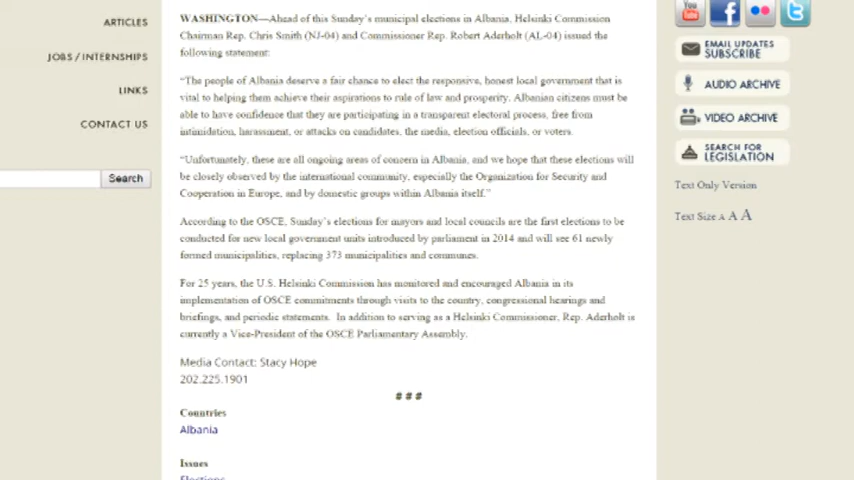 ARTICLES
JOBS / INTERNSHIPS
LINKS
CONTACT US
Search
WASHINGTON—Ahead of this Sunday's municipal elections in Albania, Helsinki Commission
Chairman Rep. Chris Smith (NJ-04) and Commissioner Rep. Robert Aderholt (AL-04) issued the
following statement:
“The people of Albania deserve a fair chance to elect the responsive, honest local government that is
vital to helping them achieve their aspirations to rule of law and prosperity. Albanian citizens must be
able to have confidence that they are participating in a transparent electoral process, free from
intimidation, harassment, or attacks on candidates, the media, election officials, or voters.
“Unfortunately, these are all ongoing areas of concern in Albania, and we hope that these elections will
be closely observed by the international community, especially the Organization for Security and
Cooperation in Europe, and by domestic groups within Albania itself.”
According to the OSCE, Sunday's elections for mayors and local councils are the first elections to be
conducted for new local government units introduced by parliament in 2014 and will see 61 newly
formed municipalities, replacing 373 municipalities and communes.
For 25 years, the U.S. Helsinki Commission has monitored and encouraged Albania in its
implementation of OSCE commitments through visits to the country, congressional hearings and
briefings, and periodic statements. In addition to serving as a Helsinki Commissioner, Rep. Aderholt is
currently a Vice-President of the OSCE Parliamentary Assembly.
Media Contact: Stacy Hope
202.225.1901
# # #
Countries
Albania
Issues
Elections
You
Tube
EMAIL UPDATES
SUBSCRIBE
AUDIO ARCHIVE
VIDEO ARCHIVE
SEARCH FOR
LEGISLATION
Text Only Version
Text Size A A A